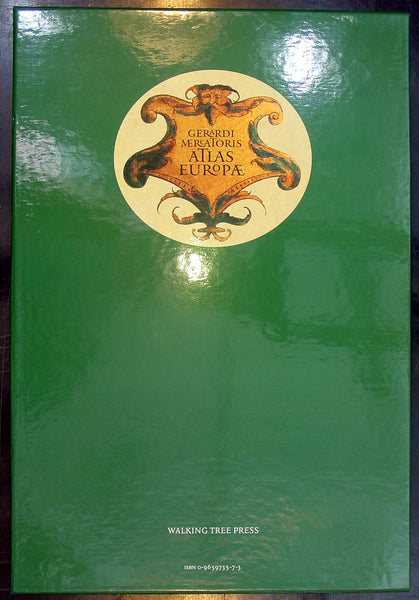 GERARDI
MERCATORIS
ATLAS
EUROPÆ
WALKING TREE PRESS
ISBN 0-9659735-7-3